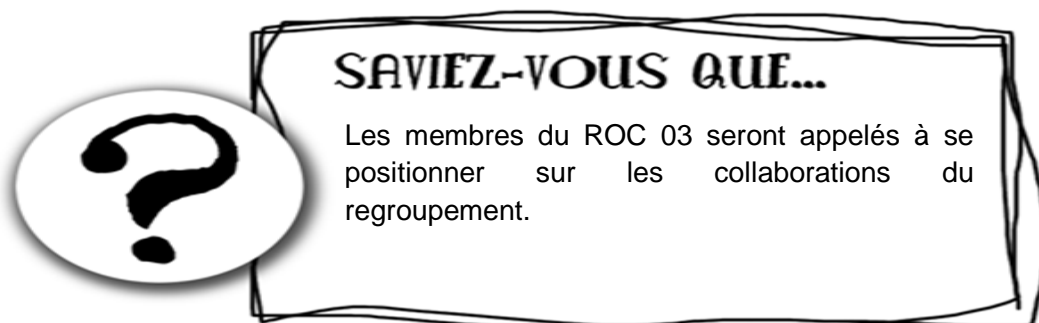 SAVIEZ-VOUS QUE...
Les membres du ROC 03 seront appelés à se
positionner sur les collaborations du
regroupement.
?